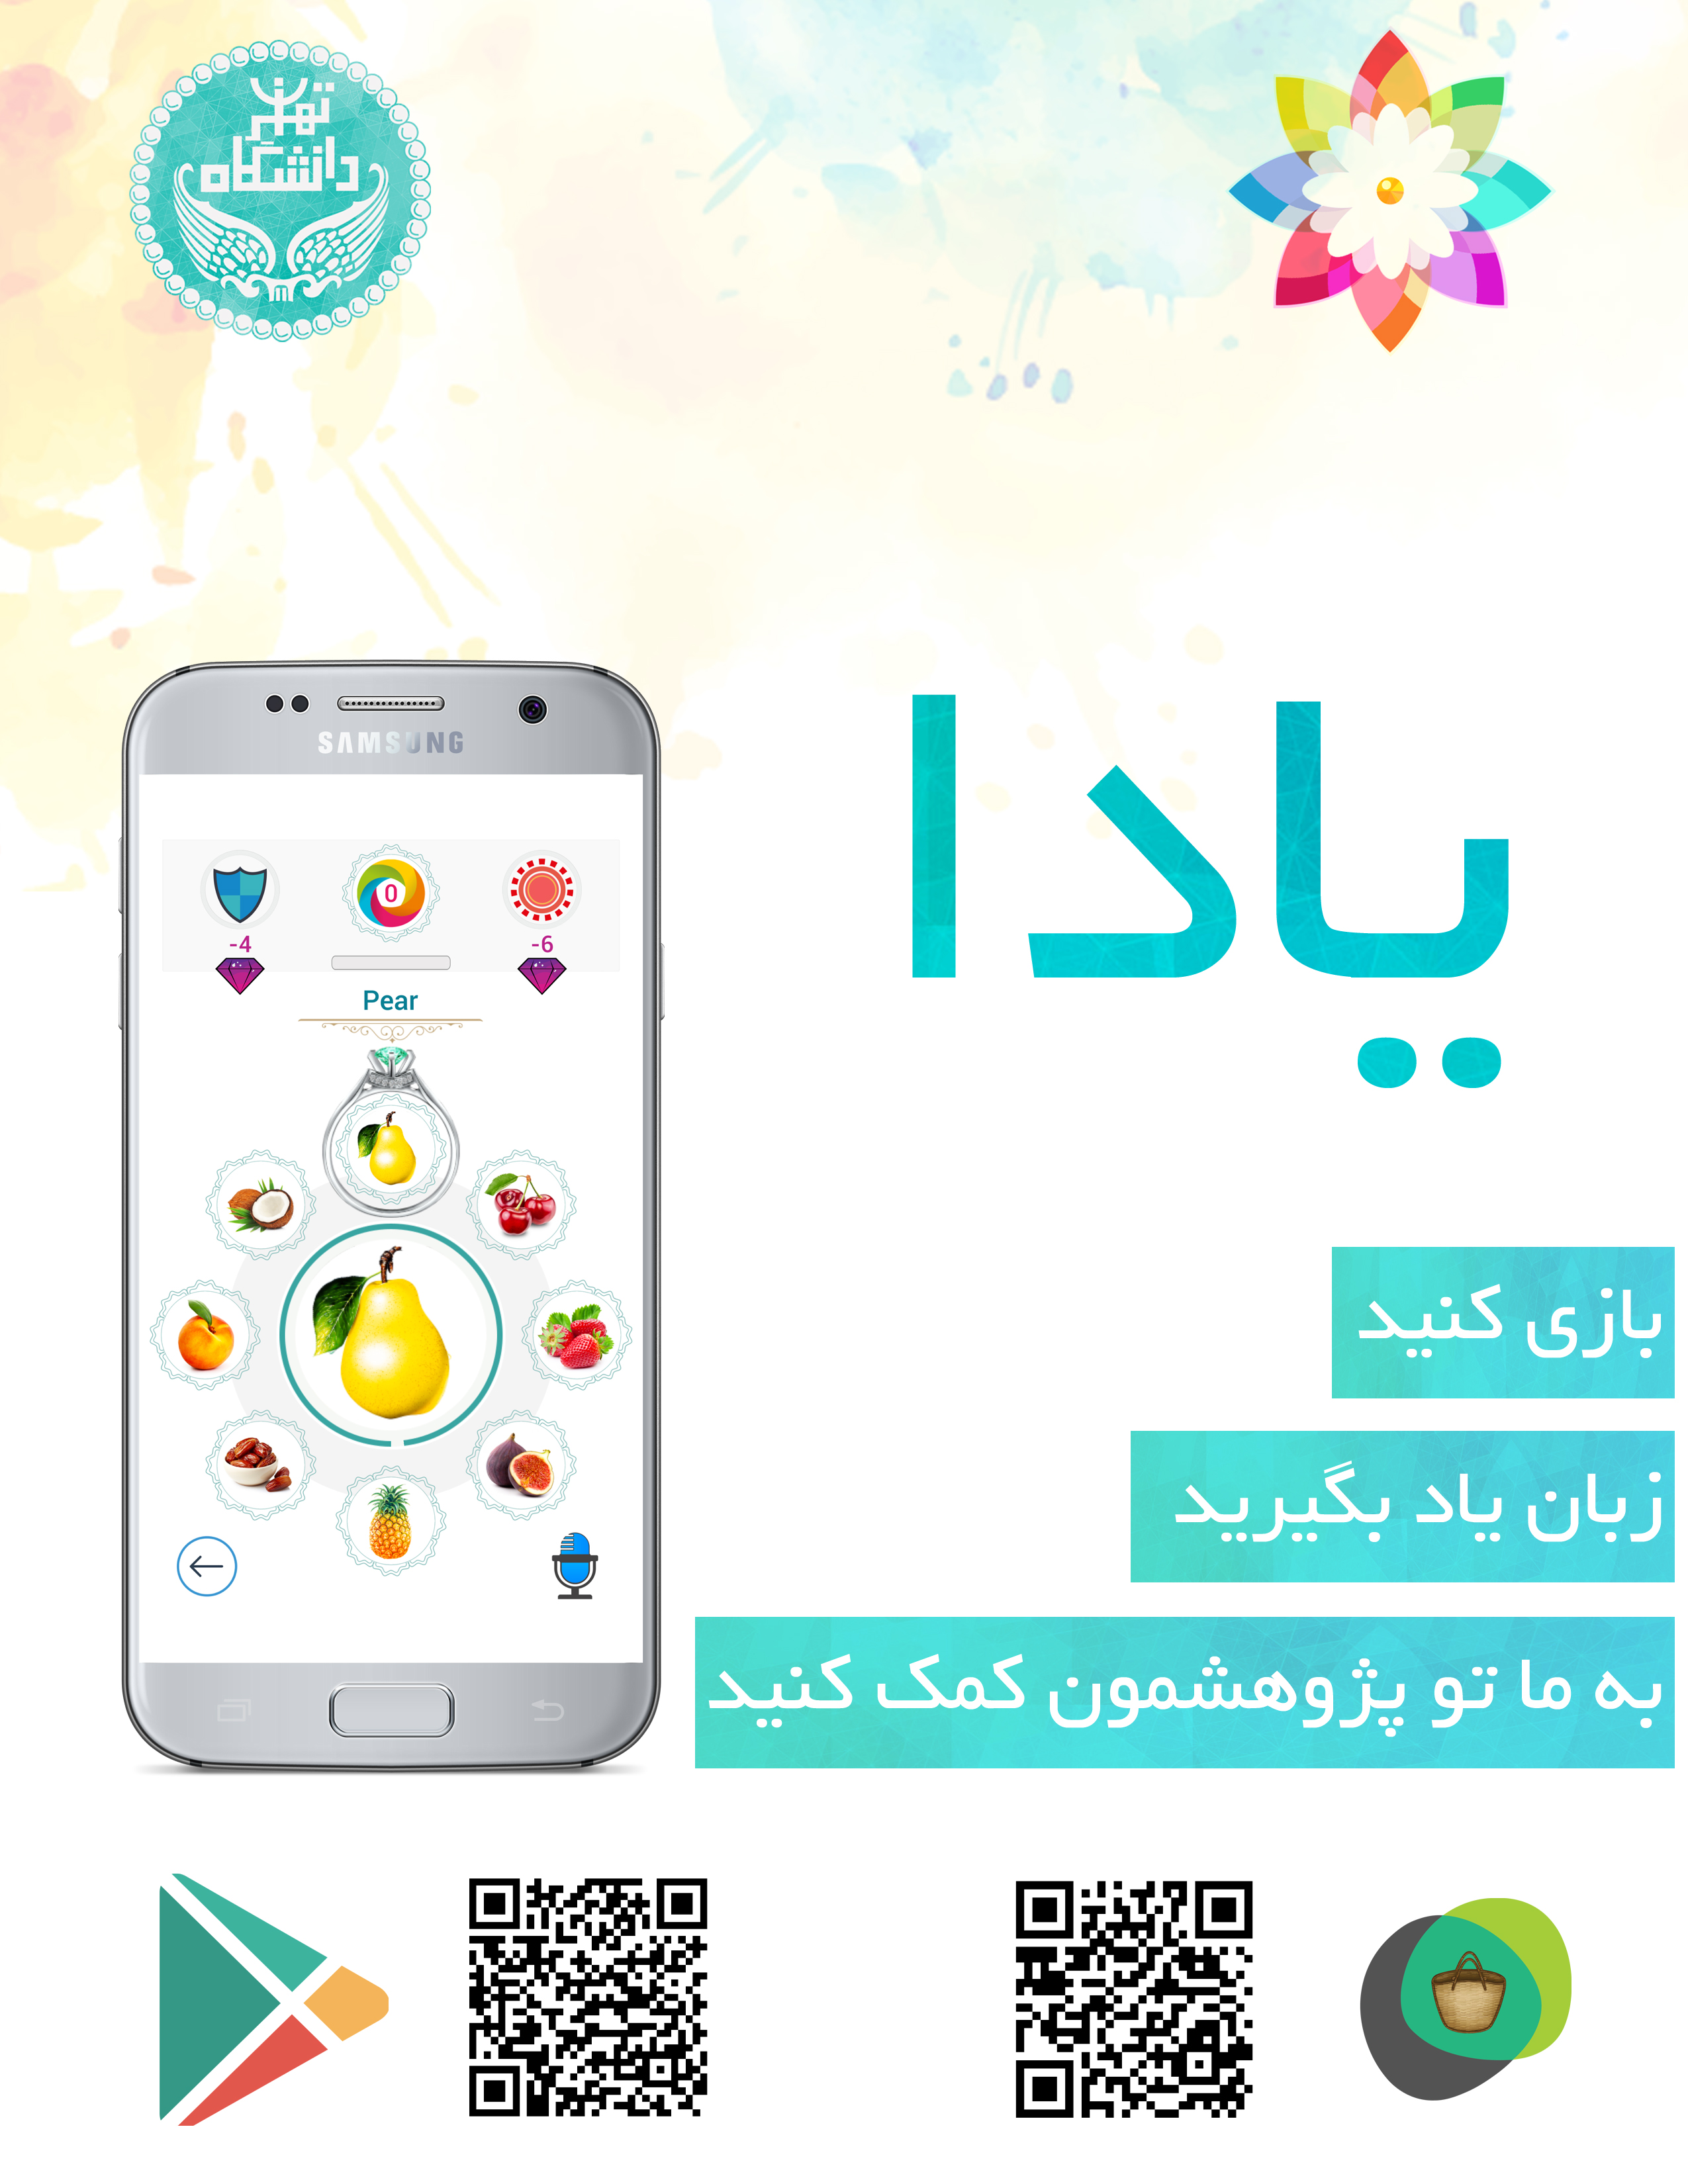 تهران
دانشگاه
یادا
SAMSUNG
0
-4
-6
Pear
بازی کنید
زبان یاد بگیرید
به ما تو پژوهشمون کمک کنید